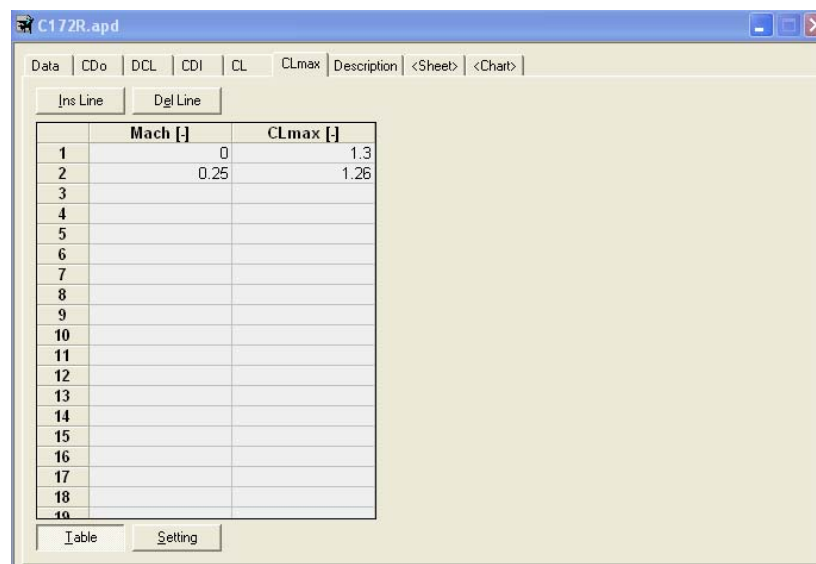 C172R.apd
Data CDo DCL CDI CL CLmax Description <Sheet> <Chart>
Ins Line Del Line
Mach [-] CLmax [-]
1 0 1.3
2 0.25 1.26
3
4
5
6
7
8
9
10
11
12
13
14
15
16
17
18
19
Table Setting